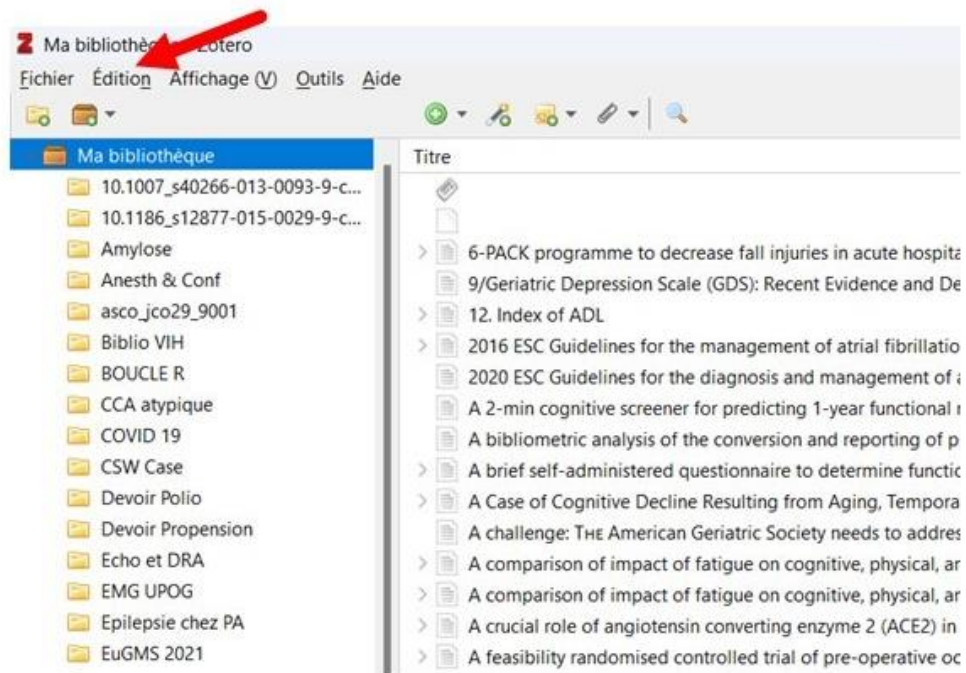 Ma bibliothè Zotero
Fichier Édition Affichage (V) Outils Aide
Ma bibliothèque
10.1007_s40266-013-0093-9-c...
10.1186_s12877-015-0029-9-c...
Amylose
Anesth & Conf
asco_jco29_9001
Biblio VIH
BOUCLE R
CCA atypique
COVID 19
CSW Case
Devoir Polio
Devoir Propension
Echo et DRA
EMG UPOG
Epilepsie chez PA
EuGMS 2021
Titre
6-PACK programme to decrease fall injuries in acute hospita
9/Geriatric Depression Scale (GDS): Recent Evidence and De
12. Index of ADL
2016 ESC Guidelines for the management of atrial fibrillatio
2020 ESC Guidelines for the diagnosis and management of a
A 2-min cognitive screener for predicting 1-year functional r
A bibliometric analysis of the conversion and reporting of p
A brief self-administered questionnaire to determine functio
A Case of Cognitive Decline Resulting from Aging, Tempora
A challenge: THE American Geriatric Society needs to addres
A comparison of impact of fatigue on cognitive, physical, an
A comparison of impact of fatigue on cognitive, physical, an
A crucial role of angiotensin converting enzyme 2 (ACE2) in
A feasibility randomised controlled trial of pre-operative oc